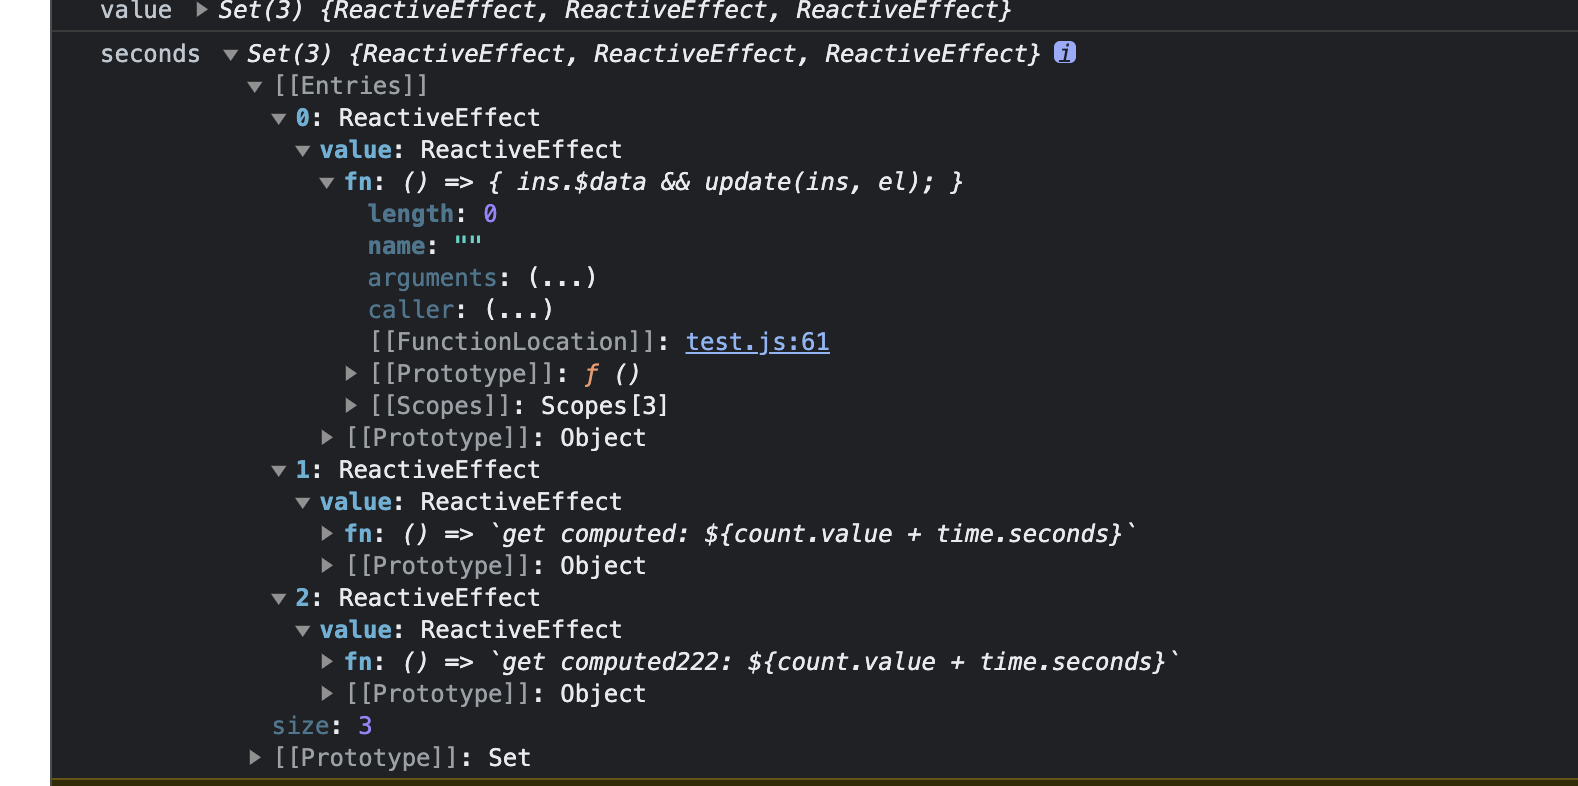 value ▶ Set(3) {ReactiveEffect, ReactiveEffect, ReactiveEffect}
seconds ▼ Set(3) {ReactiveEffect, ReactiveEffect, ReactiveEffect} i
▼ [[Entries]]
▼ 0: ReactiveEffect
▼ value: ReactiveEffect
▼ fn: () => { ins.$data && update(ins, el); }
length: 0
name: ""
arguments: (...)
caller: (...)
[[FunctionLocation]]: test.js:61
▶ [[Prototype]]: ƒ ()
▶ [[Scopes]]: Scopes[3]
▶ [[Prototype]]: Object
▼ 1: ReactiveEffect
▼ value: ReactiveEffect
▶ fn: () => `get computed: ${count.value + time.seconds}`
▶ [[Prototype]]: Object
▼ 2: ReactiveEffect
▼ value: ReactiveEffect
▶ fn: () => `get computed222: ${count.value + time.seconds}`
▶ [[Prototype]]: Object
size: 3
▶ [[Prototype]]: Set